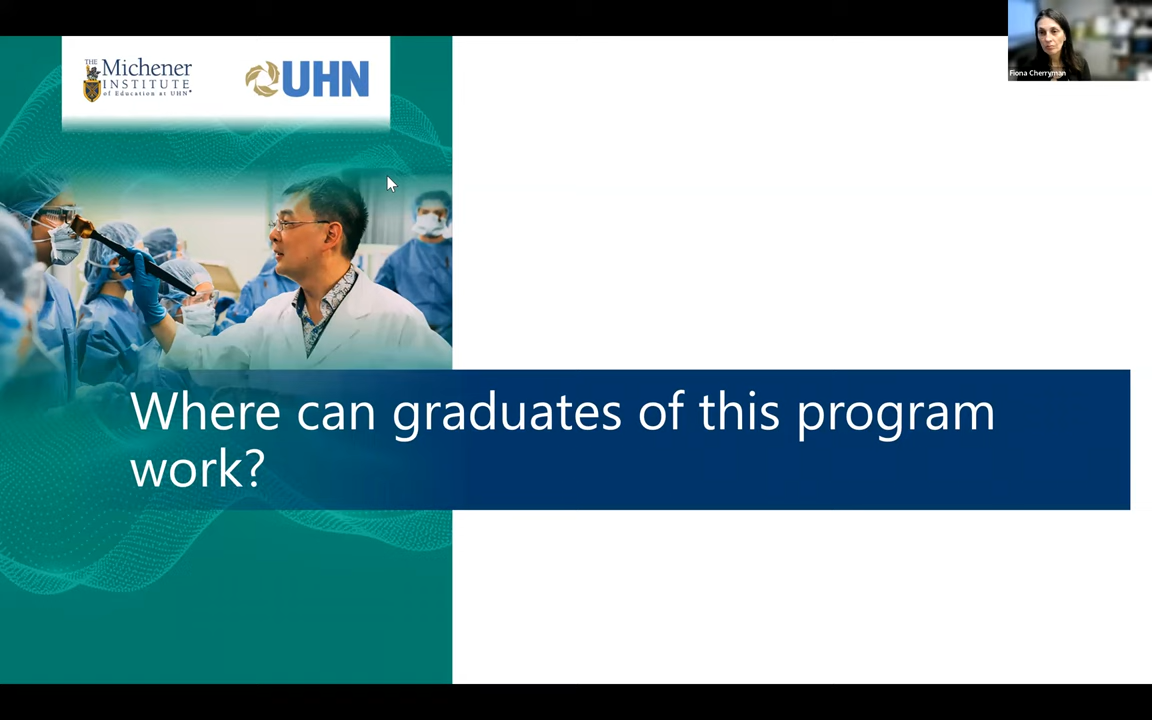 THE
Michener
INSTITUTE
of Education at UHN
UHN
Fiona Cherryman
Where can graduates of this program
work?